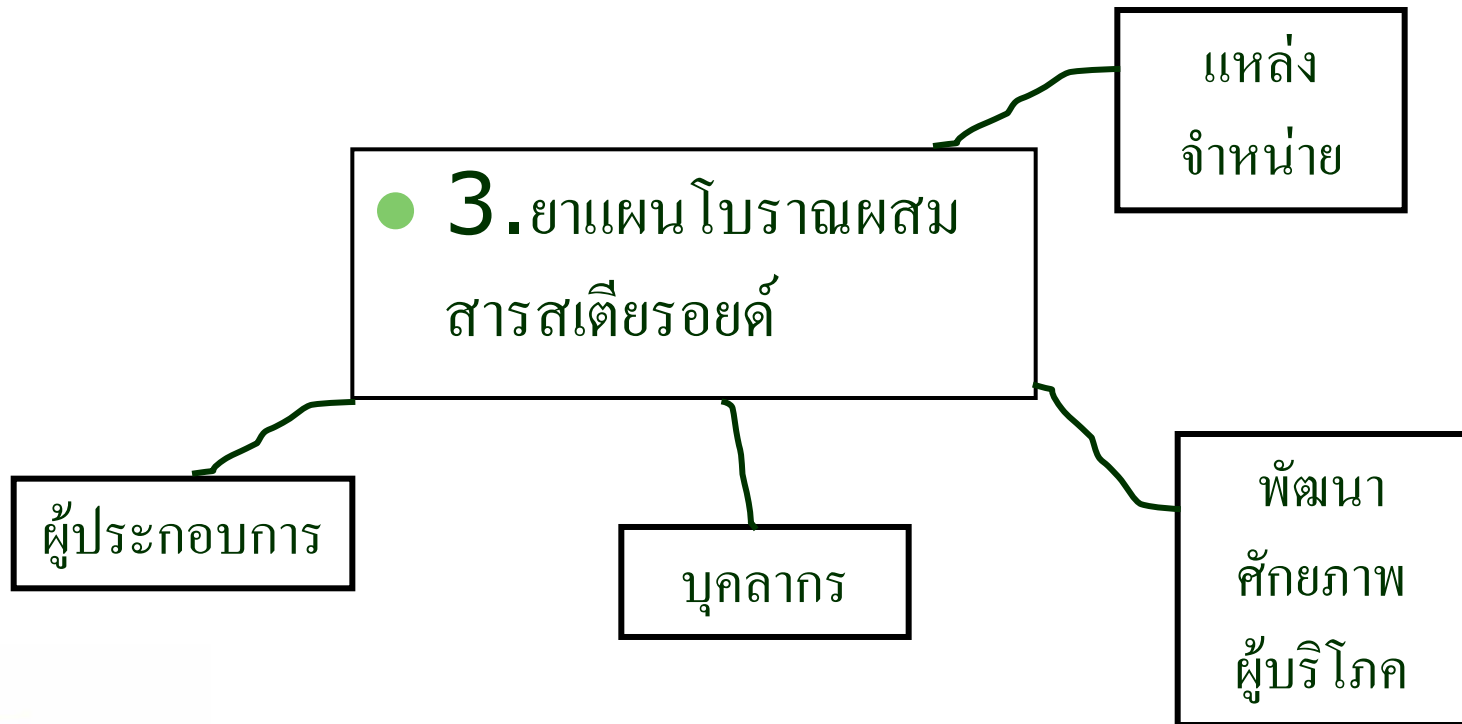 แหล่ง
จำหน่าย
3.ยาแผนโบราณผสม
สารสเตียรอยด์
ผู้ประกอบการ
บุคลากร
พัฒนา
ศักยภาพ
ผู้บริโภค